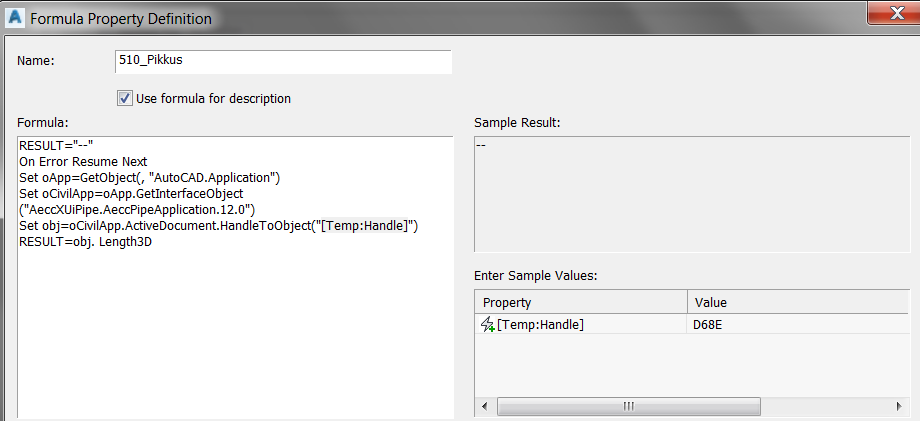 Formula Property Definition
Name:
510_Pikkus
Use formula for description
Formula:
RESULT="--"
On Error Resume Next
Set oApp=GetObject(, "AutoCAD.Application")
Set oCivilApp=oApp.GetInterfaceObject
("AeccXUiPipe.AeccPipeApplication.12.0")
Set obj=oCivilApp.ActiveDocument.HandleToObject("[Temp:Handle]")
RESULT=obj. Length3D
Sample Result:
--
Enter Sample Values:
Property Value
[Temp:Handle] D68E